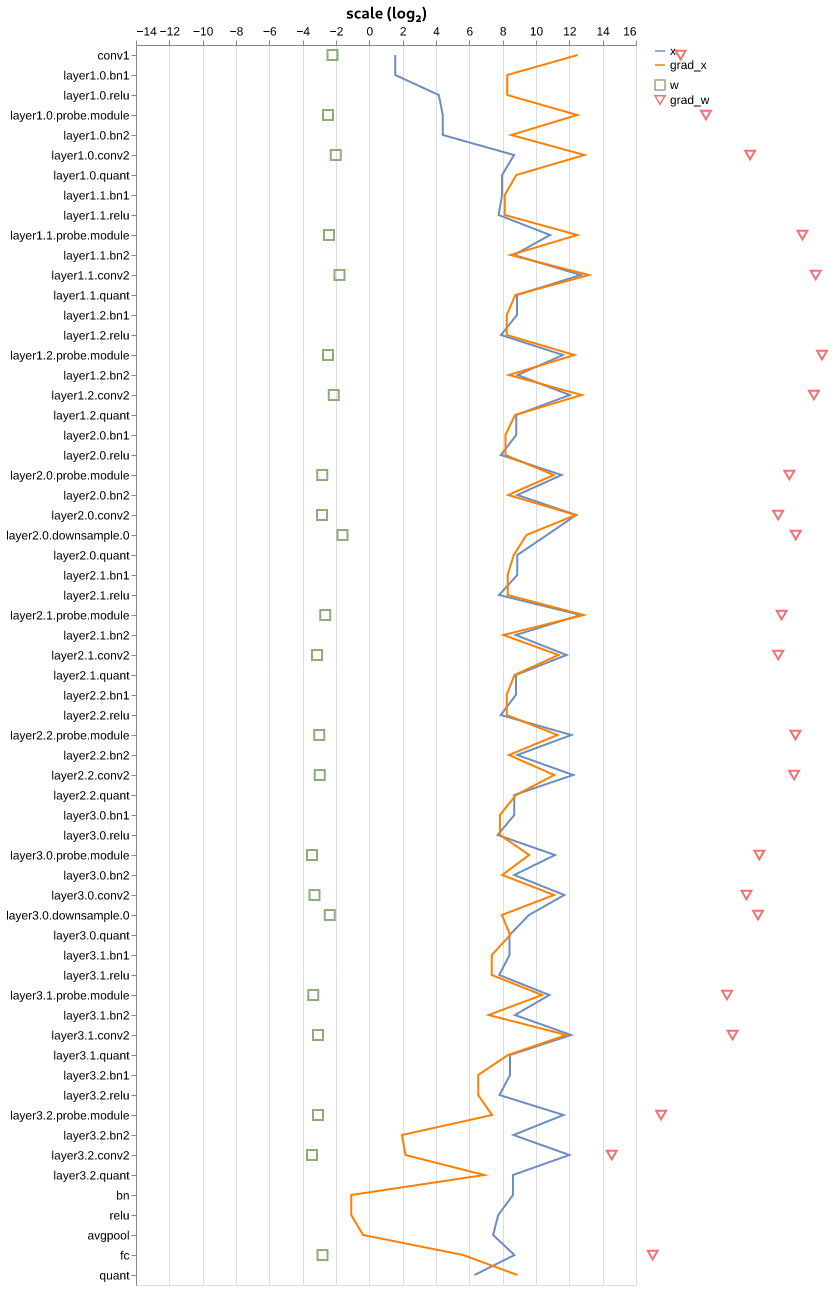 scale (log₂)
−14 −12 −10 −8 −6 −4 −2 0 2 4 6 8 10 12 14 16
x
grad_x
w
grad_w
conv1
layer1.0.bn1
layer1.0.relu
layer1.0.probe.module
layer1.0.bn2
layer1.0.conv2
layer1.0.quant
layer1.1.bn1
layer1.1.relu
layer1.1.probe.module
layer1.1.bn2
layer1.1.conv2
layer1.1.quant
layer1.2.bn1
layer1.2.relu
layer1.2.probe.module
layer1.2.bn2
layer1.2.conv2
layer1.2.quant
layer2.0.bn1
layer2.0.relu
layer2.0.probe.module
layer2.0.bn2
layer2.0.conv2
layer2.0.downsample.0
layer2.0.quant
layer2.1.bn1
layer2.1.relu
layer2.1.probe.module
layer2.1.bn2
layer2.1.conv2
layer2.1.quant
layer2.2.bn1
layer2.2.relu
layer2.2.probe.module
layer2.2.bn2
layer2.2.conv2
layer2.2.quant
layer3.0.bn1
layer3.0.relu
layer3.0.probe.module
layer3.0.bn2
layer3.0.conv2
layer3.0.downsample.0
layer3.0.quant
layer3.1.bn1
layer3.1.relu
layer3.1.probe.module
layer3.1.bn2
layer3.1.conv2
layer3.1.quant
layer3.2.bn1
layer3.2.relu
layer3.2.probe.module
layer3.2.bn2
layer3.2.conv2
layer3.2.quant
bn
relu
avgpool
fc
quant